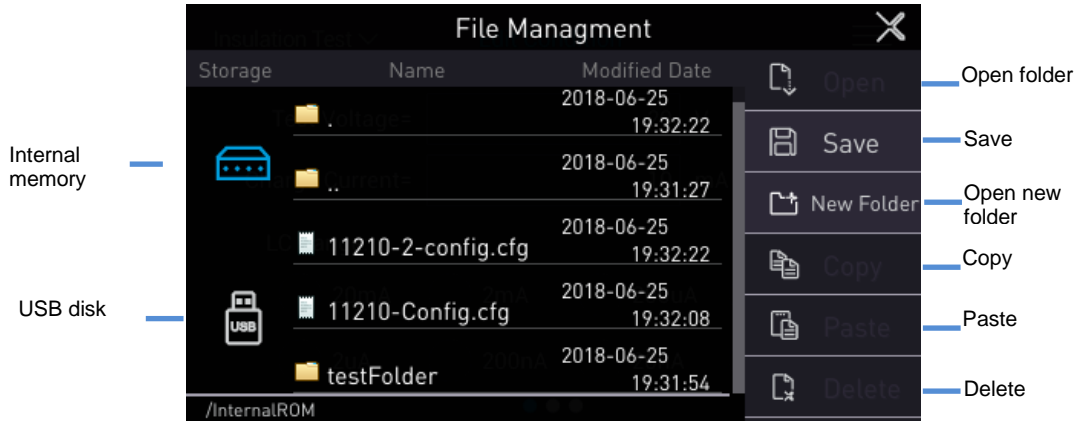 File Managment
Storage Name Modified Date
. 2018-06-25
19:32:22
.. 2018-06-25
19:31:27
11210-2-config.cfg 2018-06-25
19:32:22
11210-Config.cfg 2018-06-25
19:32:08
testFolder 2018-06-25
19:31:54
/InternalROM
USB
Open
Save
New Folder
Copy
Paste
Delete
Internal
memory
USB disk
Open folder
Save
Open new
folder
Copy
Paste
Delete
Insulation Test
200nA